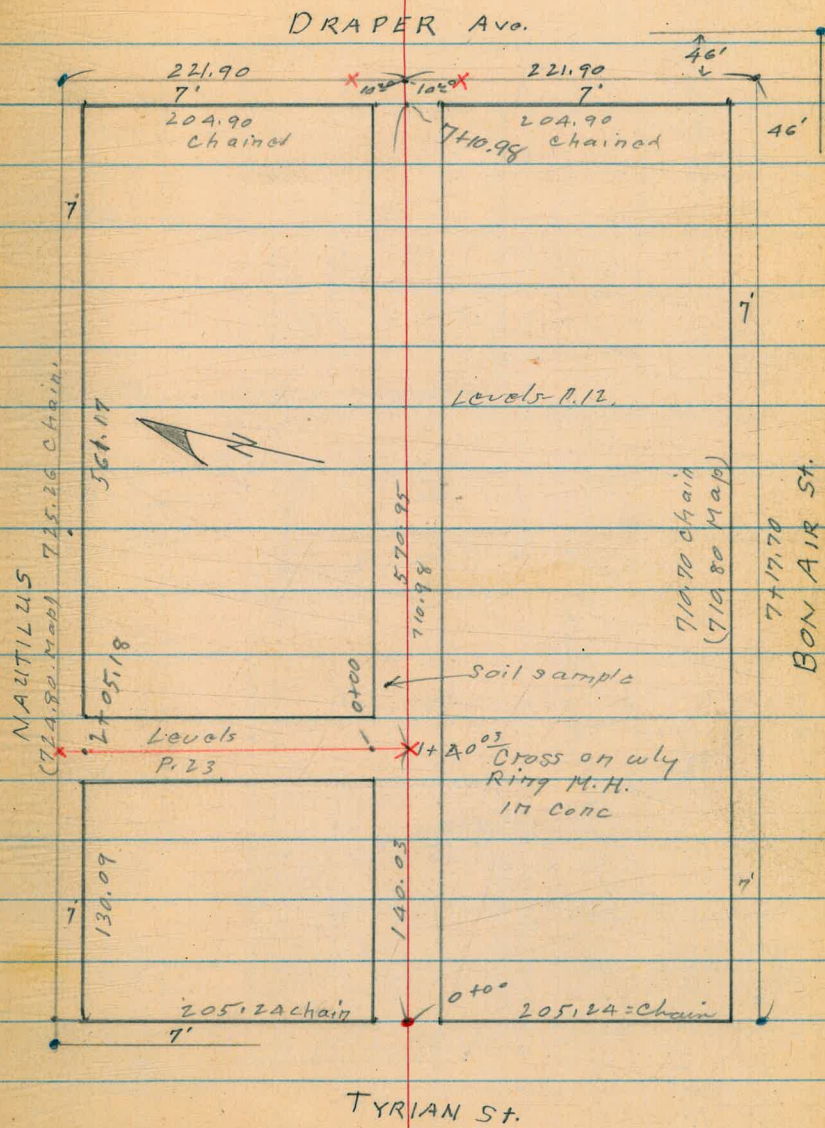 DRAPER Ave.
46'
221.90
221.90
7'
10.20
10.20
7'
204.90
Chained
7+10.98
204.90
Chained
46'
7'
7'
Levels P.12.
561.17
N
570.95
710.98
710.70 Chain
(710.80 Map)
7+17.70
BON AIR St.
NAUTILUS
(724.80 Map) 725.26 Chain.
2+05.18
0+00
Soil sample
Levels
P.23
1+40.03
Cross on wly
Ring M.H.
in Conc
130.09
140.03
7'
7'
0+00
205.24 chain
205.24 = Chain
7'
TYRIAN St.